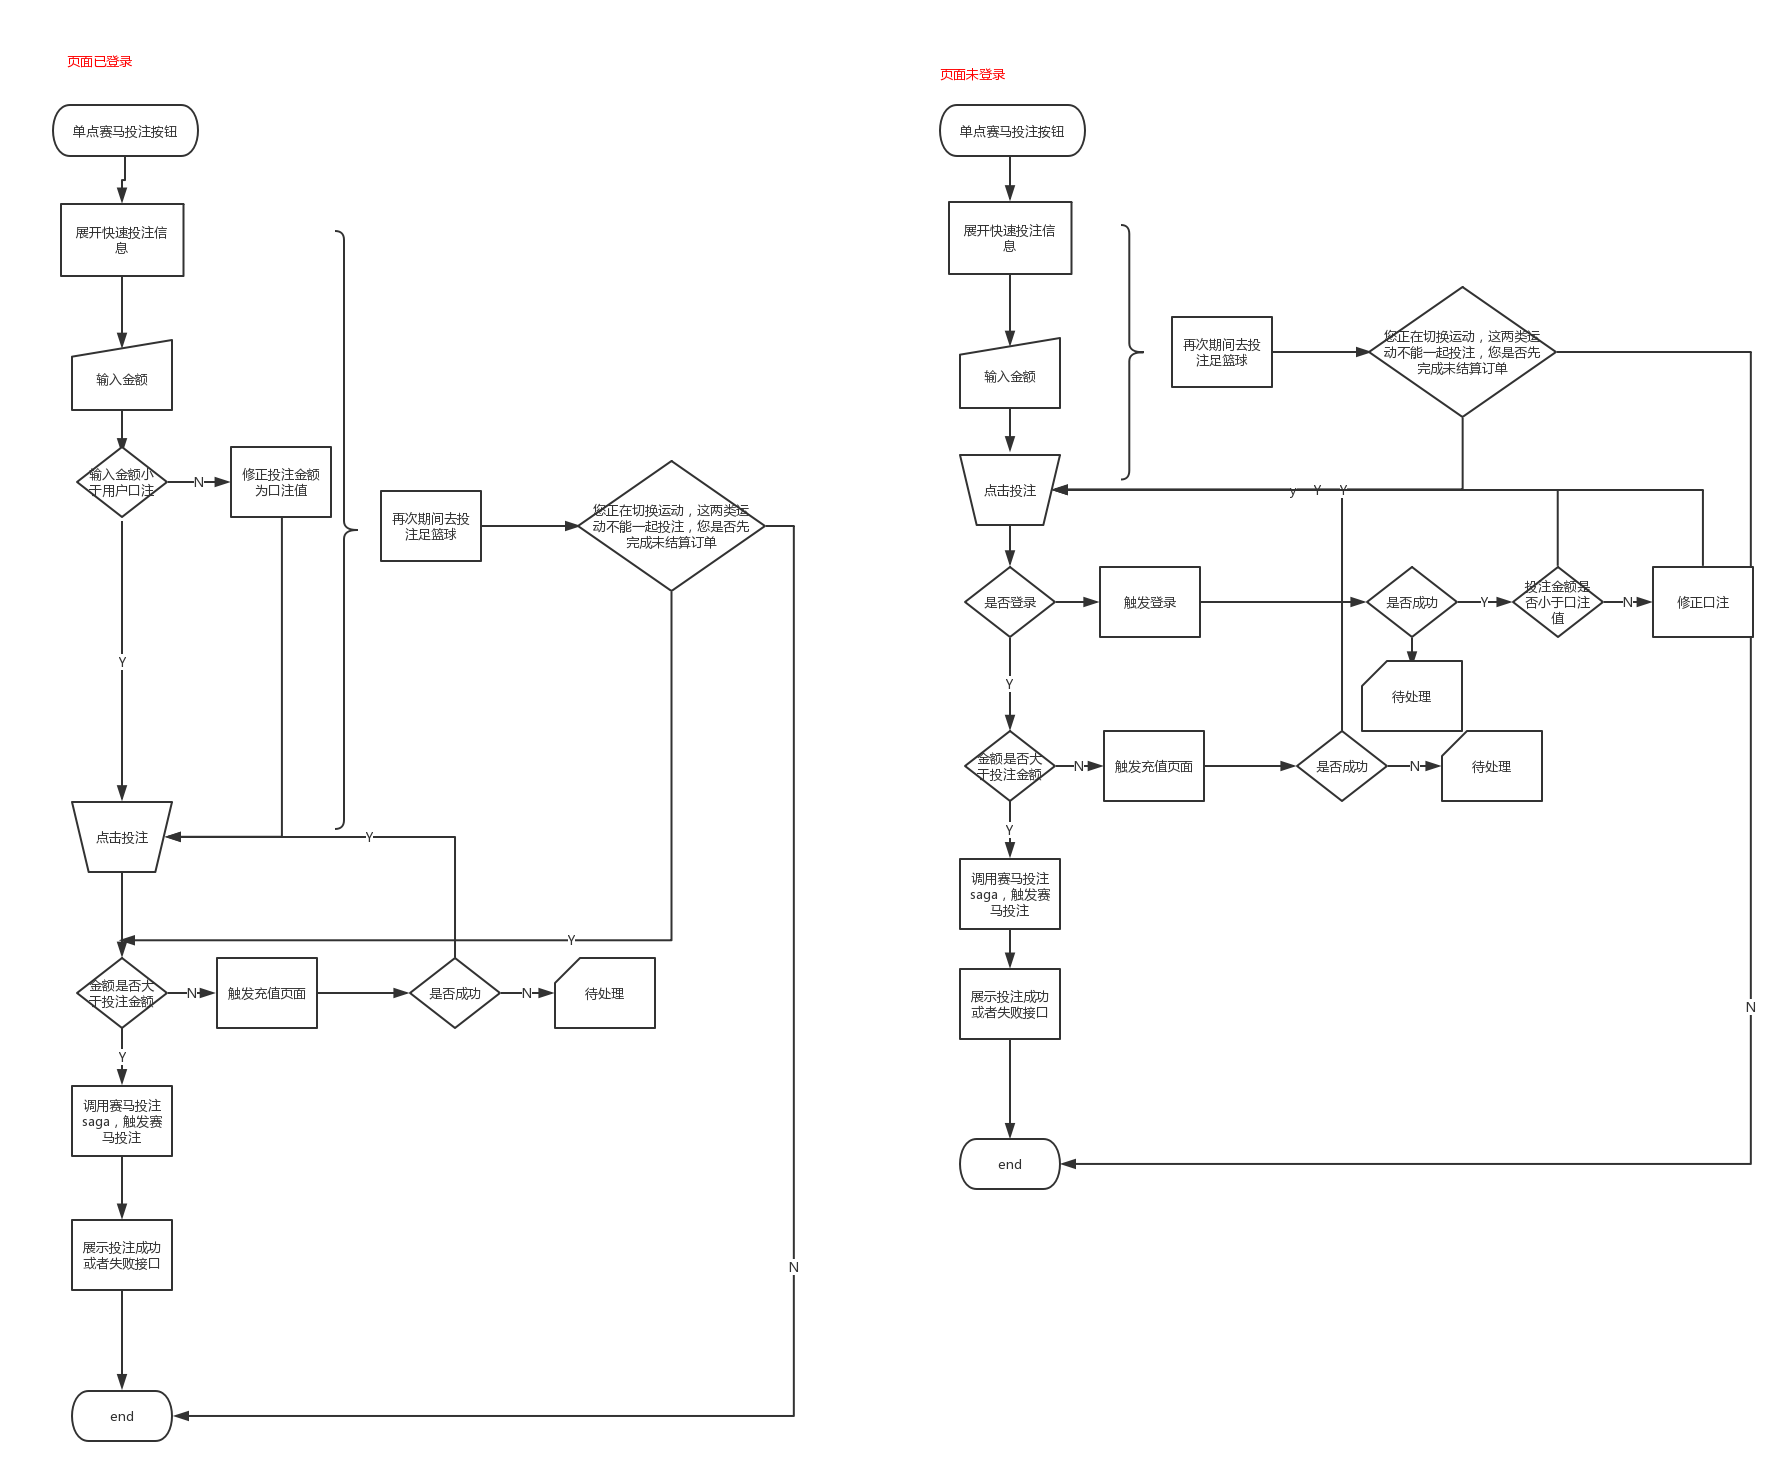 页面已登录
单点赛马投注按钮
展开快速投注信
息
输入金额
输入金额小
于用户口注
N
修正投注金额
为口注值
再次期间去投
注足篮球
您正在切换运动，这两类运
动不能一起投注，您是否先
完成未结算订单
Y
点击投注
Y
Y
金额是否大
于投注金额
N
触发充值页面
是否成功
N
待处理
Y
调用赛马投注
saga，触发赛
马投注
展示投注成功
或者失败接口
N
end
页面未登录
单点赛马投注按钮
展开快速投注信
息
输入金额
再次期间去投
注足篮球
您正在切换运动，这两类运
动不能一起投注，您是否先
完成未结算订单
点击投注
y
Y
Y
是否登录
触发登录
是否成功
Y
投注金额是
否小于口注
值
N
修正口注
Y
待处理
金额是否大
于投注金额
N
触发充值页面
是否成功
N
待处理
Y
调用赛马投注
saga，触发赛
马投注
展示投注成功
或者失败接口
N
end